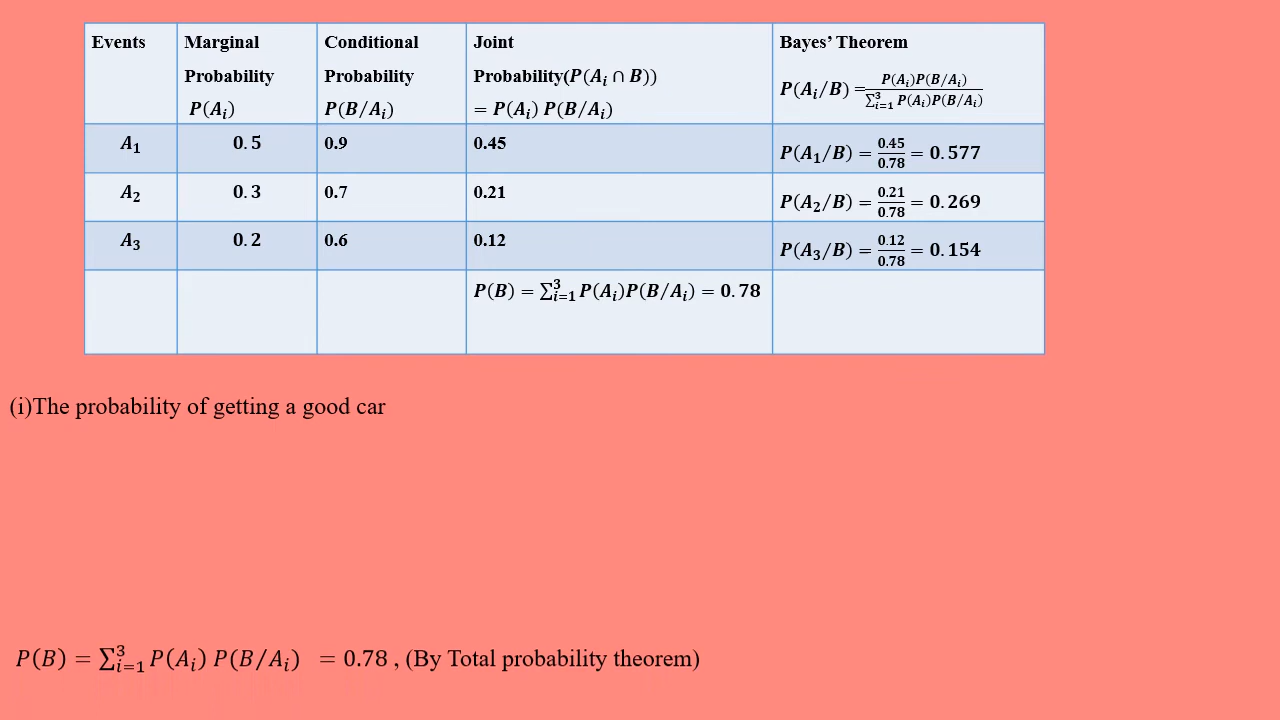 Events Marginal Probability P(Aᵢ) Conditional Probability P(B/Aᵢ) Joint Probability(P(Aᵢ ∩ B)) = P(Aᵢ) P(B/Aᵢ) Bayes’ Theorem P(Aᵢ/B) = P(Aᵢ)P(B/Aᵢ) / ∑³ᵢ₌₁ P(Aᵢ)P(B/Aᵢ)
A₁ 0.5 0.9 0.45 P(A₁/B) = 0.45/0.78 = 0.577
A₂ 0.3 0.7 0.21 P(A₂/B) = 0.21/0.78 = 0.269
A₃ 0.2 0.6 0.12 P(A₃/B) = 0.12/0.78 = 0.154
P(B) = ∑³ᵢ₌₁ P(Aᵢ)P(B/Aᵢ) = 0.78
(i)The probability of getting a good car
P(B) = ∑³ᵢ₌₁ P(Aᵢ) P(B/Aᵢ) = 0.78 , (By Total probability theorem)